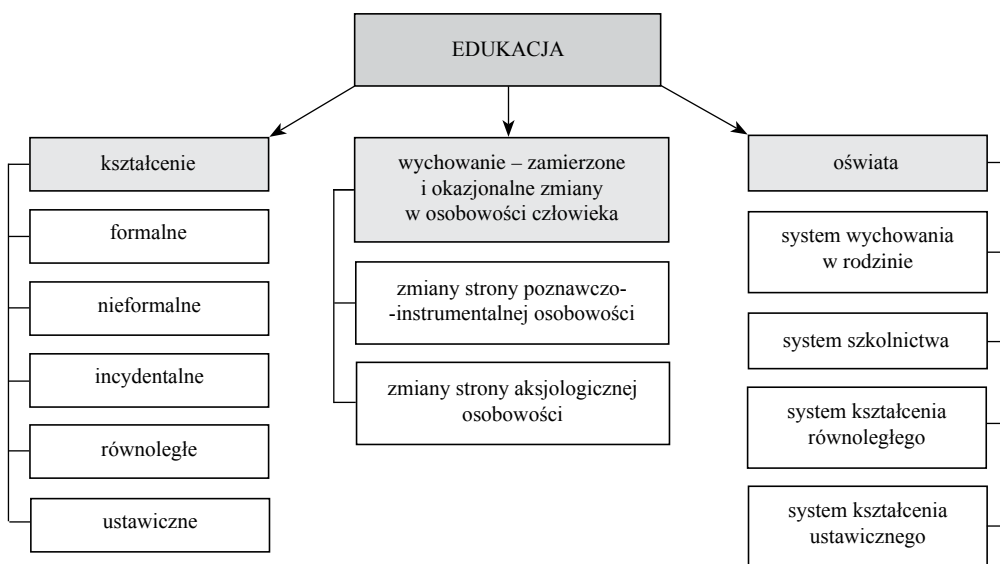 EDUKACJA
kształcenie
formalne
nieformalne
incydentalne
równoległe
ustawiczne
wychowanie – zamierzone
i okazjonalne zmiany
w osobowości człowieka
zmiany strony poznawczo-
-instrumentalnej osobowości
zmiany strony aksjologicznej
osobowości
oświata
system wychowania
w rodzinie
system szkolnictwa
system kształcenia
równoległego
system kształcenia
ustawicznego